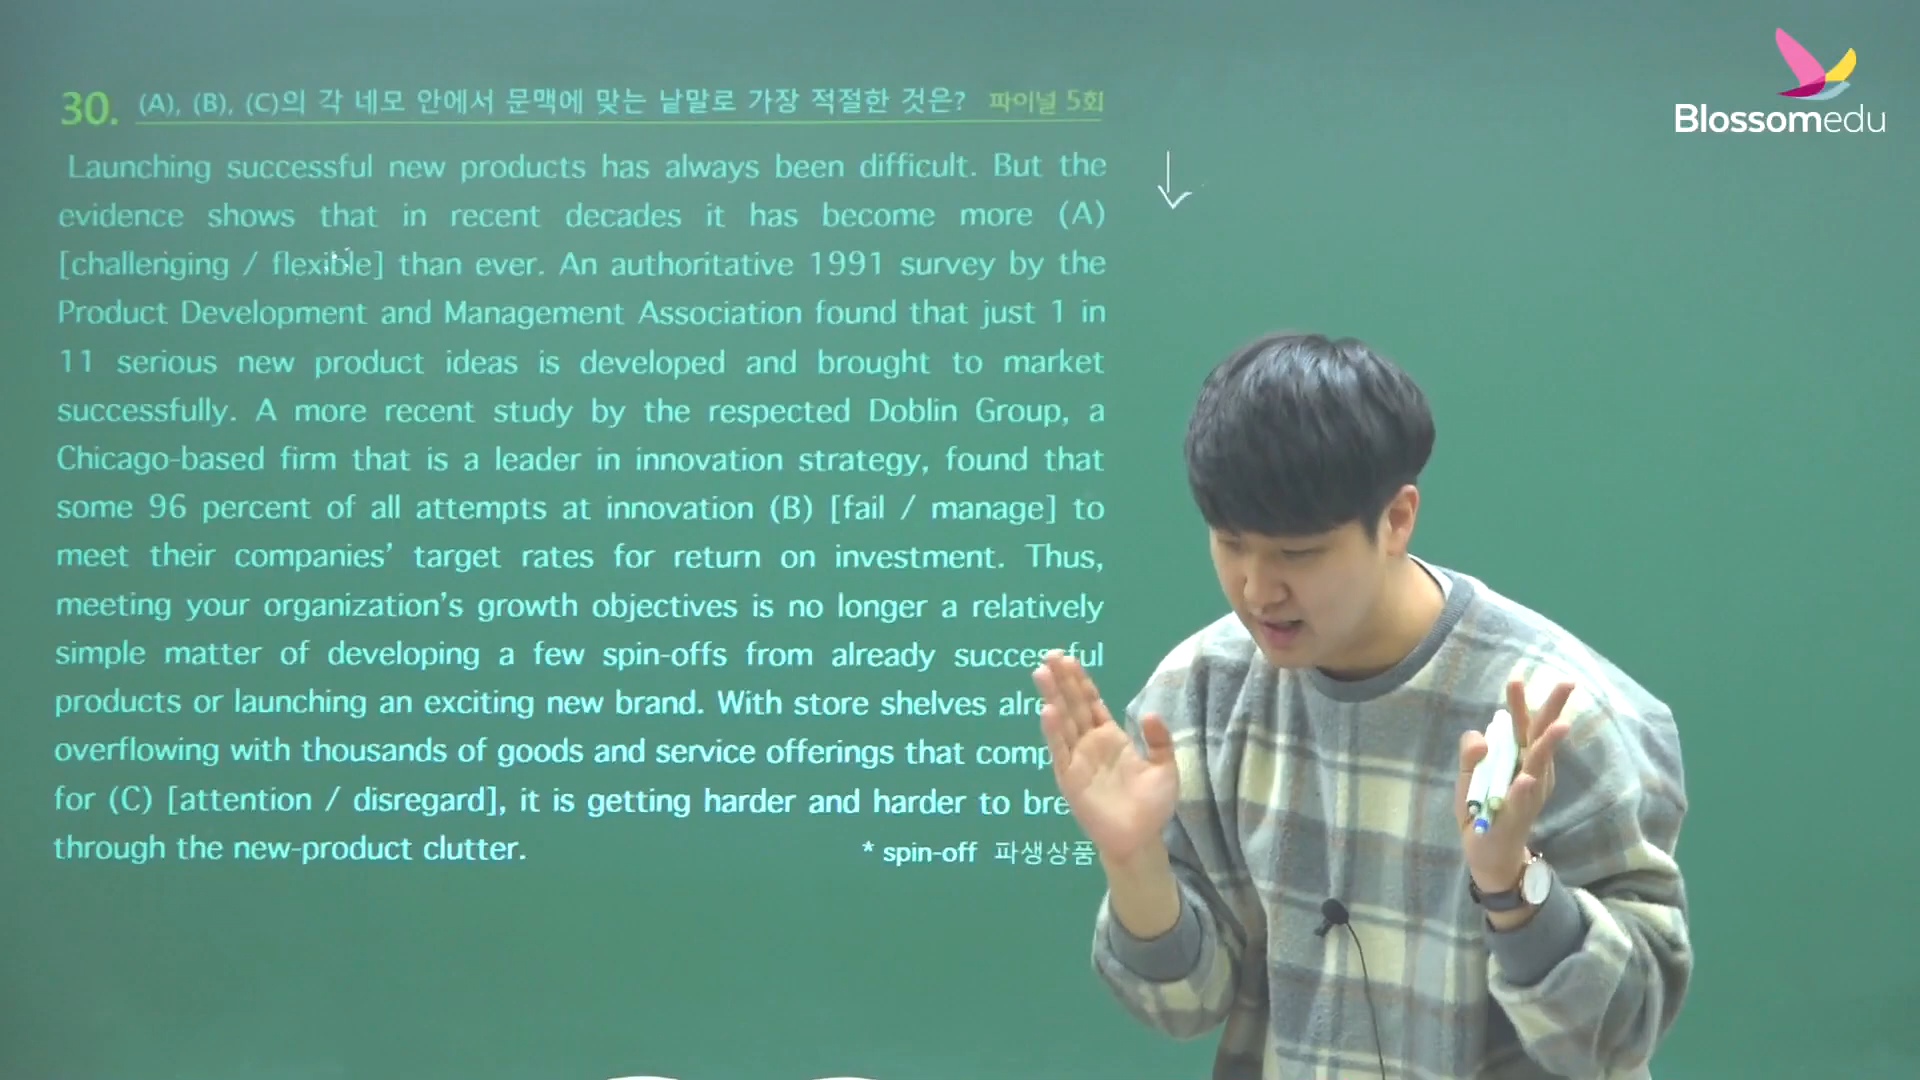 Blossomedu
30. (A), (B), (C)의 각 네모 안에서 문맥에 맞는 낱말로 가장 적절한 것은? 파이널 5회
Launching successful new products has always been difficult. But the
evidence shows that in recent decades it has become more (A)
[challenging / flexible] than ever. An authoritative 1991 survey by the
Product Development and Management Association found that just 1 in
11 serious new product ideas is developed and brought to market
successfully. A more recent study by the respected Doblin Group, a
Chicago-based firm that is a leader in innovation strategy, found that
some 96 percent of all attempts at innovation (B) [fail / manage] to
meet their companies’ target rates for return on investment. Thus,
meeting your organization’s growth objectives is no longer a relatively
simple matter of developing a few spin-offs from already successful
products or launching an exciting new brand. With store shelves
overflowing with thousands of goods and service offerings that
for (C) [attention / disregard], it is getting harder and harder to
through the new-product clutter.
* spin-off 파생상품